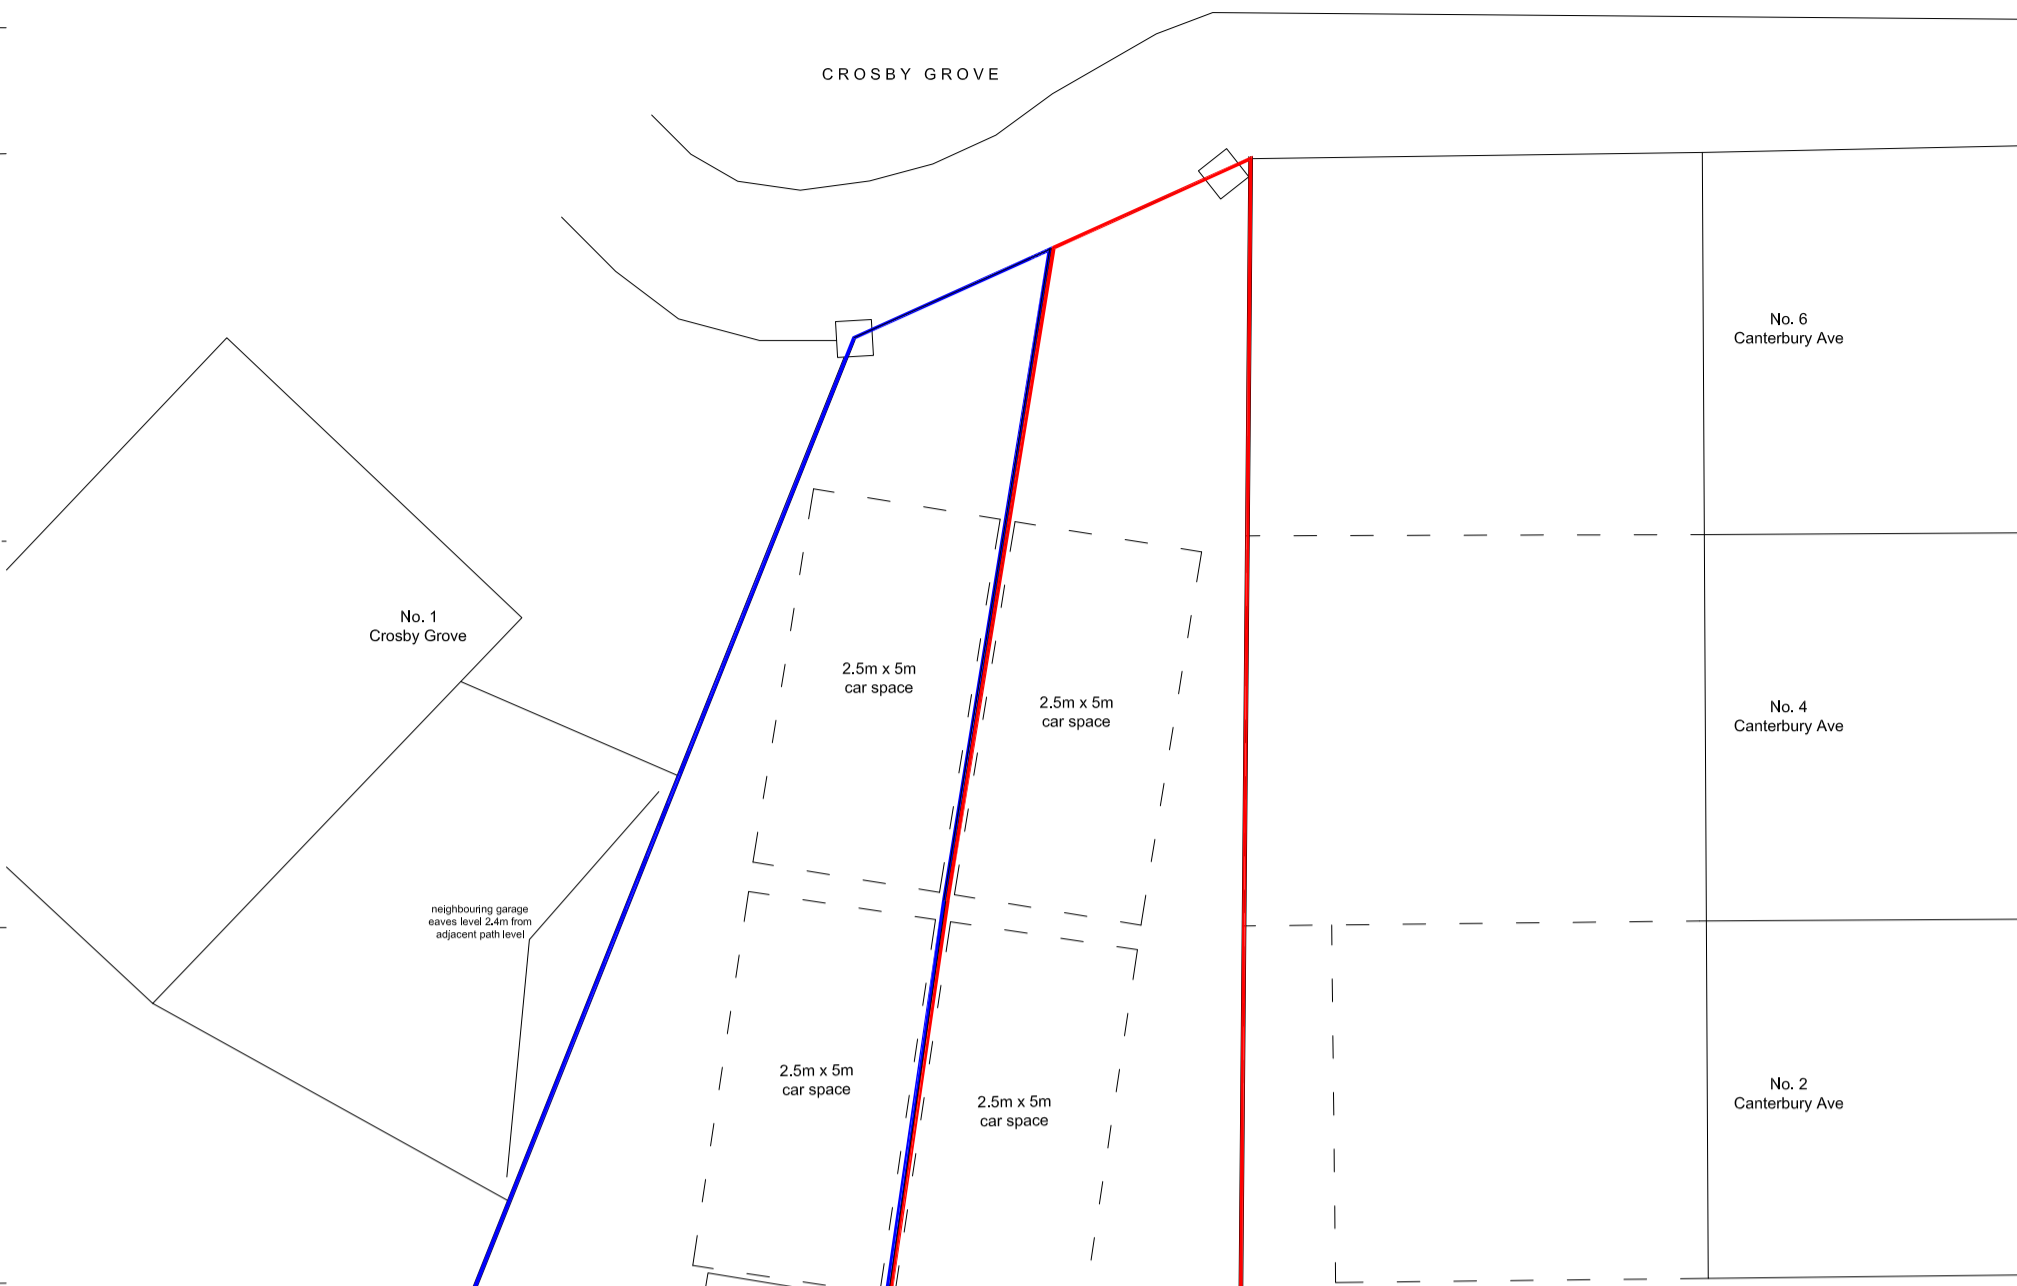 CROSBY GROVE
No. 6
Canterbury Ave
No. 1
Crosby Grove
2.5m x 5m
car space
2.5m x 5m
car space
No. 4
Canterbury Ave
neighbouring garage
eaves level 2.4m from
adjacent path level
2.5m x 5m
car space
2.5m x 5m
car space
No. 2
Canterbury Ave